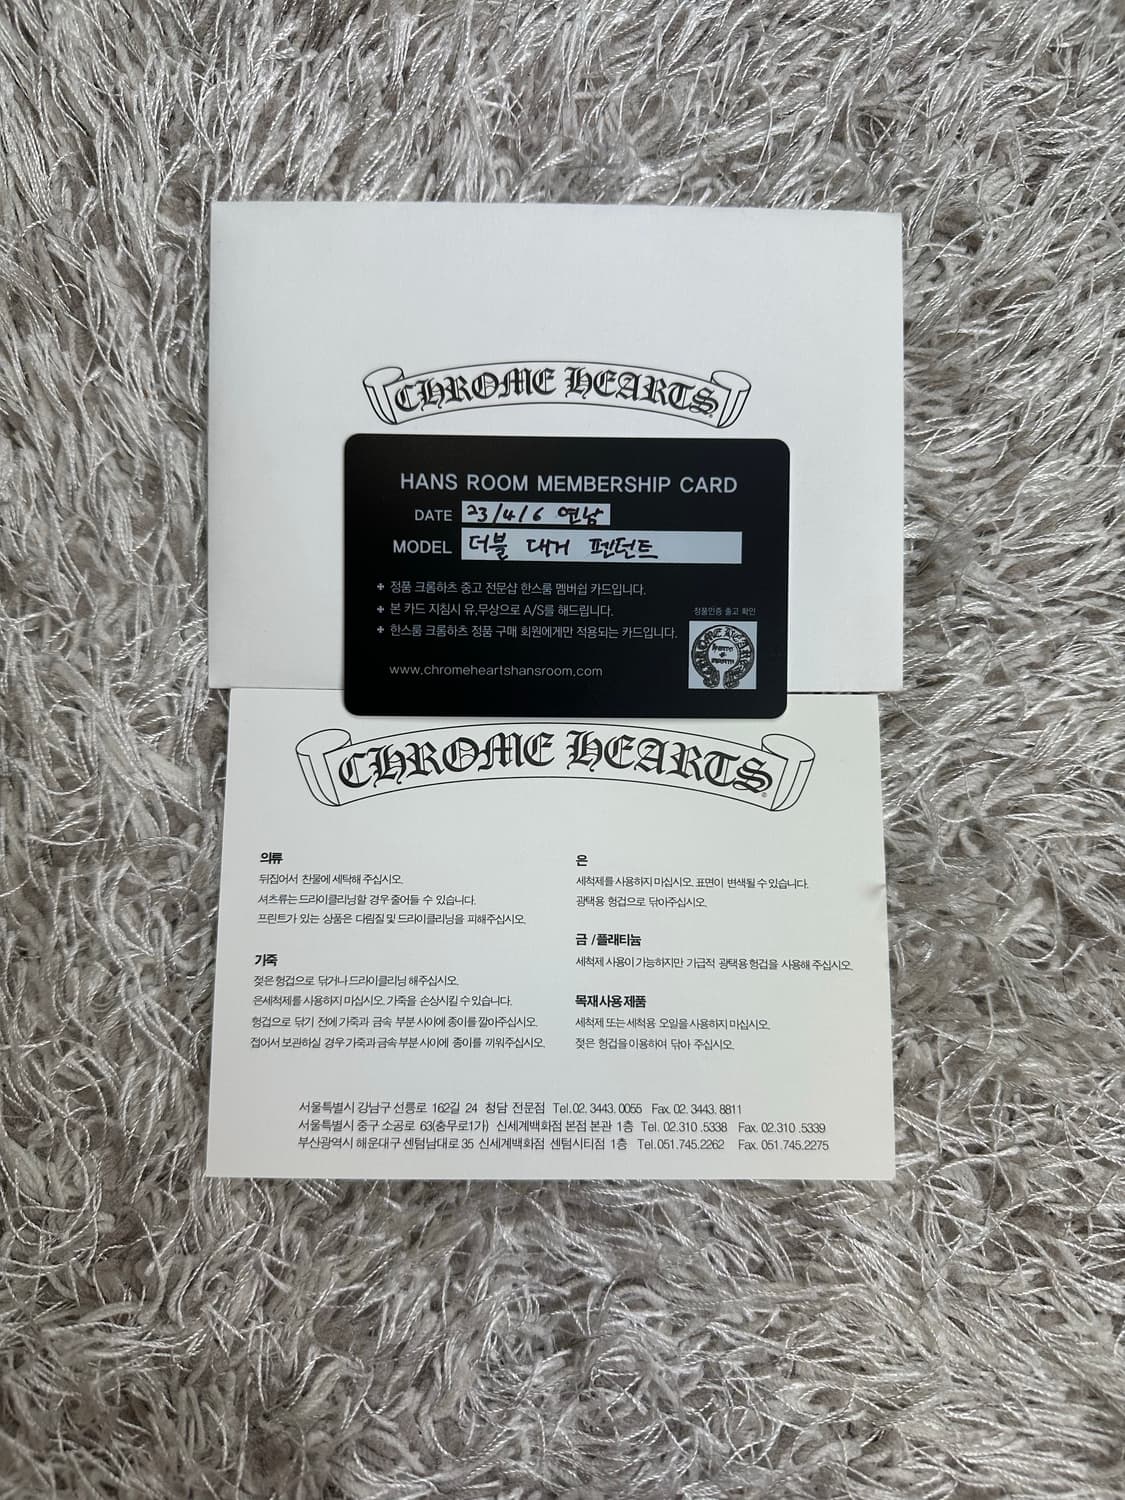 CHROME HEARTS
HANS ROOM MEMBERSHIP CARD
DATE 23/4/6 연남
MODEL 더블 대거 펜던트
정품 크롬하츠 중고 전문샵 한스룸 멤버쉽 카드입니다.
본 카드 지침시 유,무상으로 A/S를 해드립니다.
한스룸 크롬하츠 정품 구매 회원에게만 적용되는 카드입니다.
정품인증 출고 확인
www.chromeheartshansroom.com
CHROME HEARTS
의류
뒤집어서 찬물에 세탁해 주십시오.
셔츠류는 드라이클리닝할 경우 줄어들 수 있습니다.
프린트가 있는 상품은 다림질 및 드라이클리닝을 피해주십시오.
가죽
젖은 헝겁으로 닦거나 드라이클리닝 해주십시오.
은세척제를 사용하지 마십시오. 가죽을 손상시킬 수 있습니다.
헝겁으로 닦기 전에 가죽과 금속 부분 사이에 종이를 깔아주십시오.
접어서 보관하실 경우 가죽과 금속 부분 사이에 종이를 끼워주십시오.
은
세척제를 사용하지 마십시오. 표면이 변색될 수 있습니다.
광택용 헝겁으로 닦아주십시오.
금 /플래티늄
세척제 사용이 가능하지만 기급적 광택용 헝겁을 사용해 주십시오.
목재 사용 제품
세척제 또는 세척용 오일을 사용하지 마십시오.
젖은 헝겁을 이용하여 닦아 주십시오.
서울특별시 강남구 선릉로 162길 24 청담 전문점 Tel.02. 3443. 0055 Fax. 02. 3443. 8811
서울특별시 중구 소공로 63(충무로1가) 신세계백화점 본점 본관 1층 Tel. 02.310 .5338 Fax. 02.310 .5339
부산광역시 해운대구 센텀남대로 35 신세계백화점 센텀시티점 1층 Tel.051.745.2262 Fax. 051.745.2275